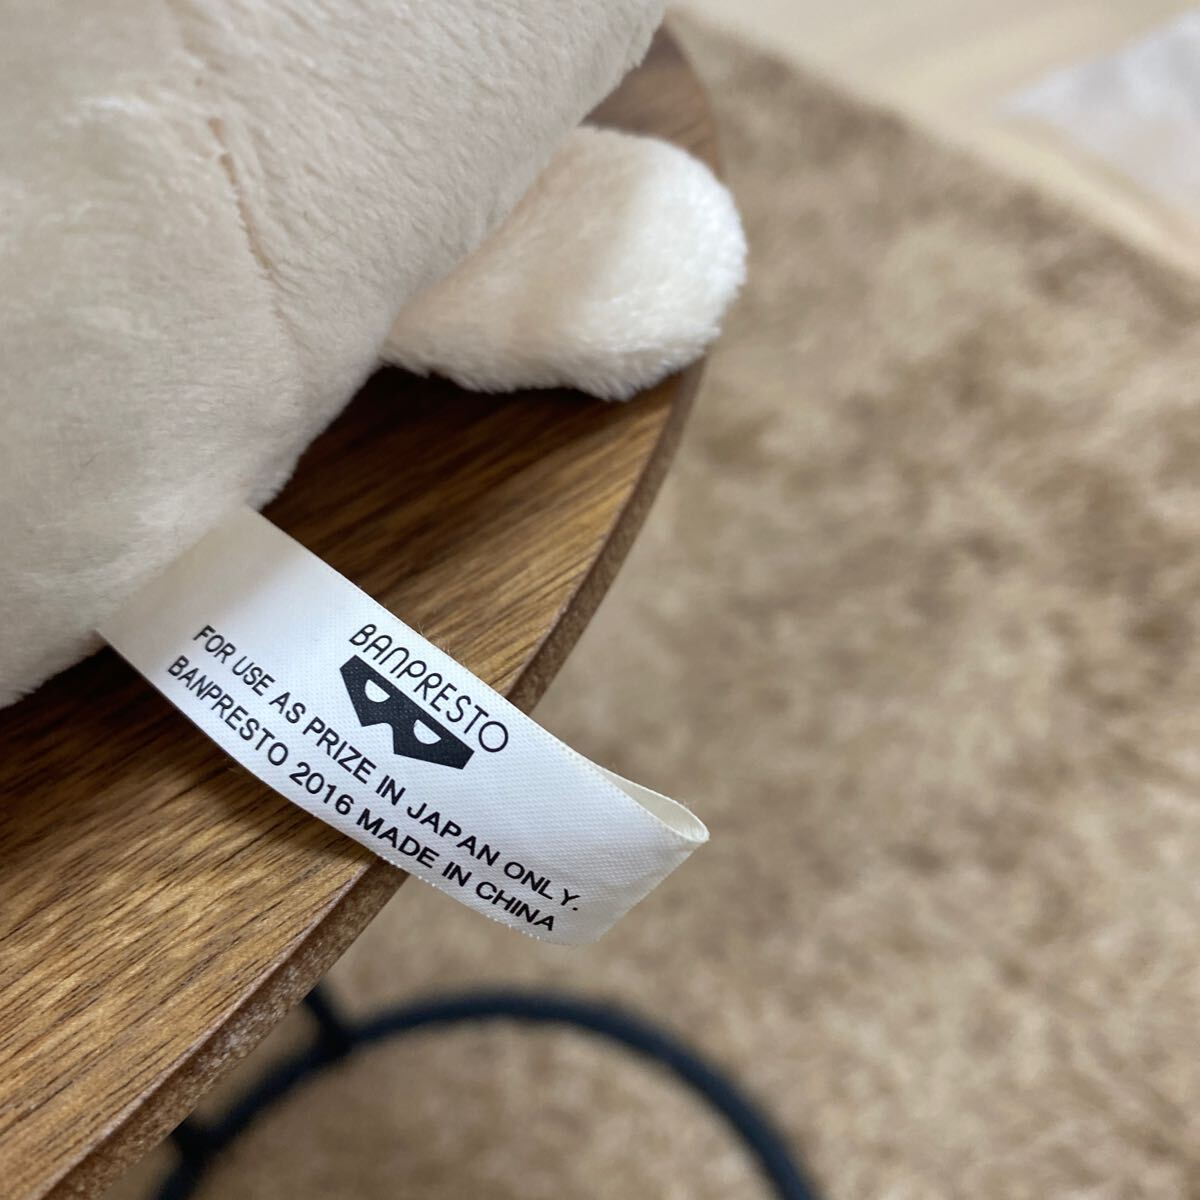 BANPRESTO
FOR USE AS PRIZE IN JAPAN ONLY.
BANPRESTO 2016 MADE IN CHINA